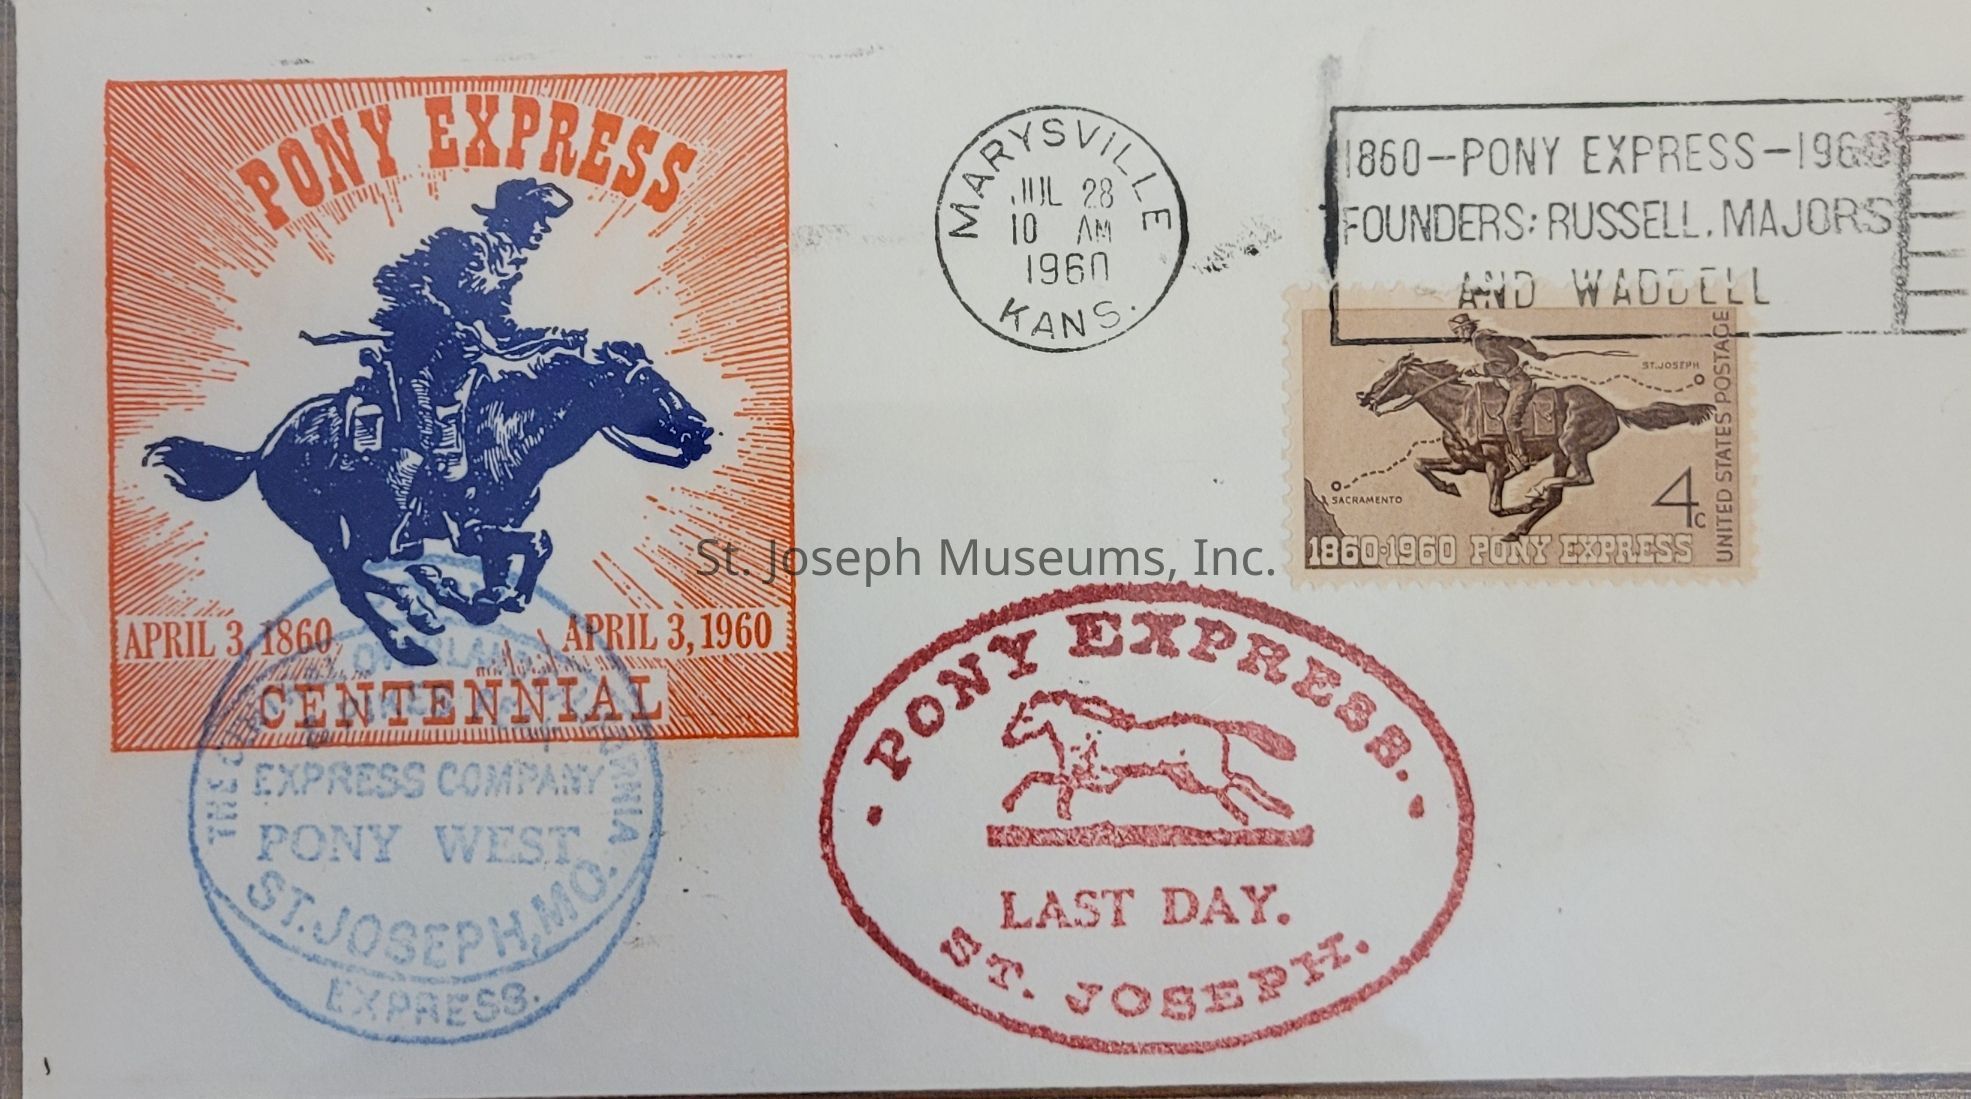 PONY EXPRESS
APRIL 3, 1860
APRIL 3, 1960
CENTENNIAL
MARYSVILLE
JUL 28
10 AM
1960
KANS.
1860-PONY EXPRESS-1960
FOUNDERS: RUSSELL, MAJORS
AND WADDELL
ST. JOSEPH
SACRAMENTO
4c
UNITED STATES POSTAGE
1860·1960 PONY EXPRESS
St. Joseph Museums, Inc.
THE
OVERLAND
EXPRESS COMPANY
PONY WEST
ST. JOSEPH, MO.
EXPRESS.
• PONY EXPRESS. •
LAST DAY.
ST. JOSEPH.